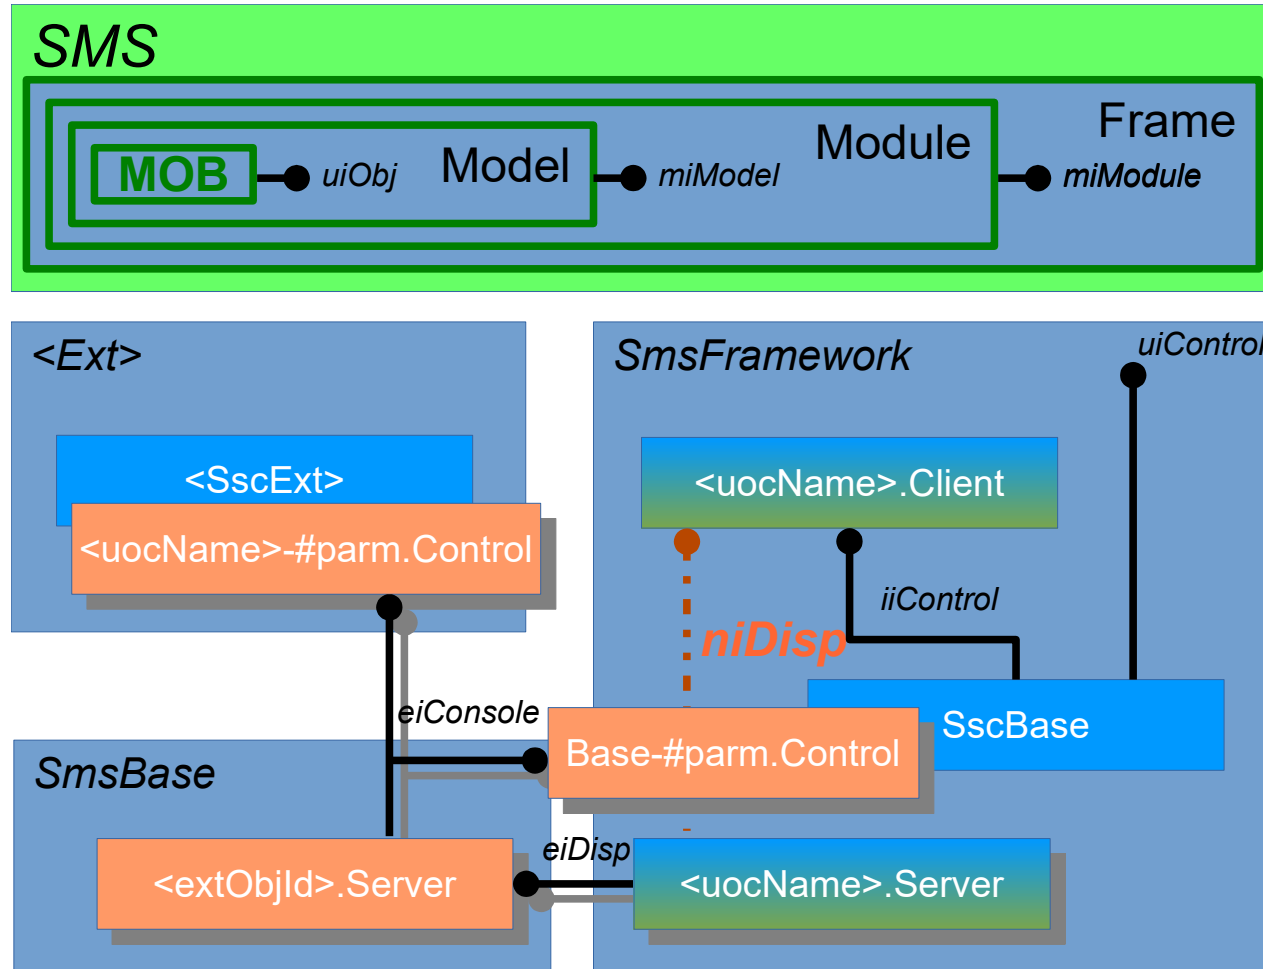 SMS
Frame
Module
Model
MOB
uiObj
miModel
miModule
<Ext>
SmsFramework
uiControl
<SscExt>
<uocName>.Client
<uocName>-#parm.Control
iiControl
niDisp
eiConsole
SscBase
Base-#parm.Control
SmsBase
eiDisp
<extObjId>.Server
<uocName>.Server